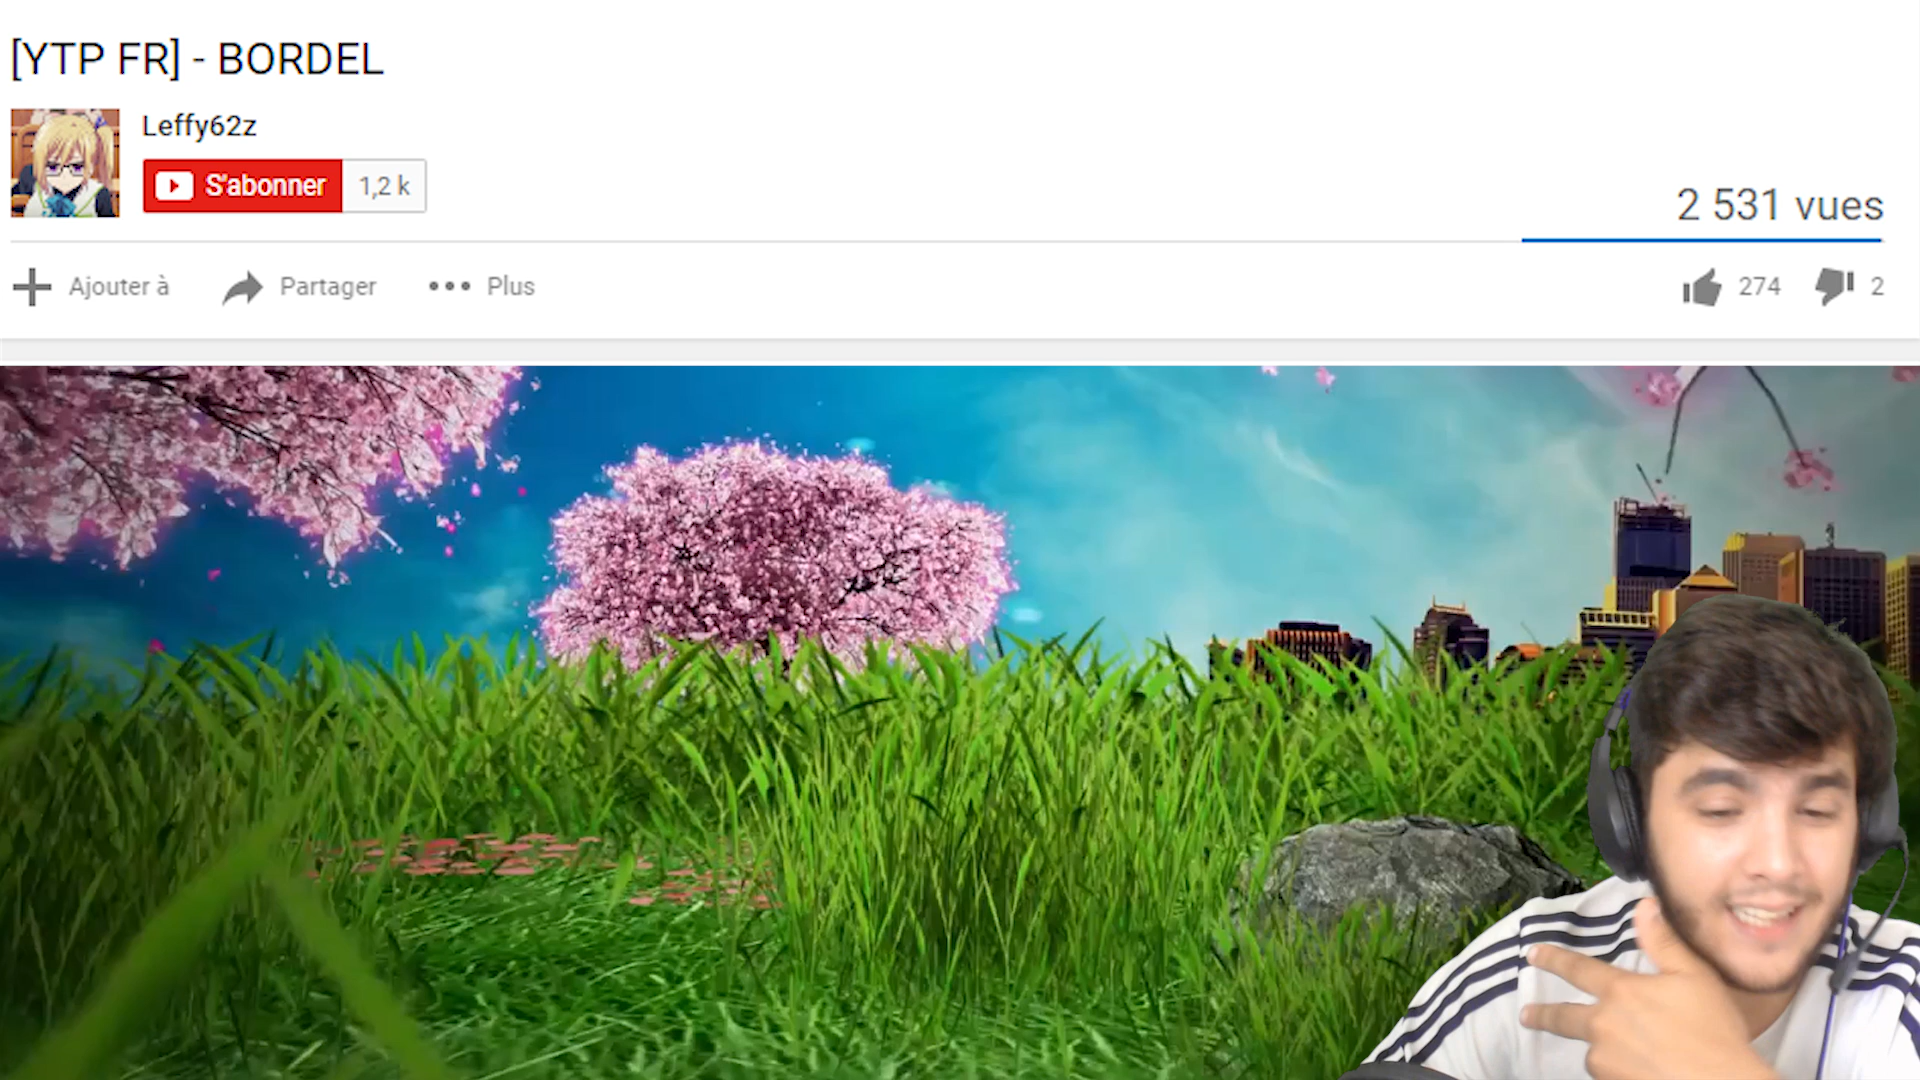 [YTP FR] - BORDEL
Leffy62z
S'abonner 1,2 k
2 531 vues
Ajouter à Partager Plus
274 2